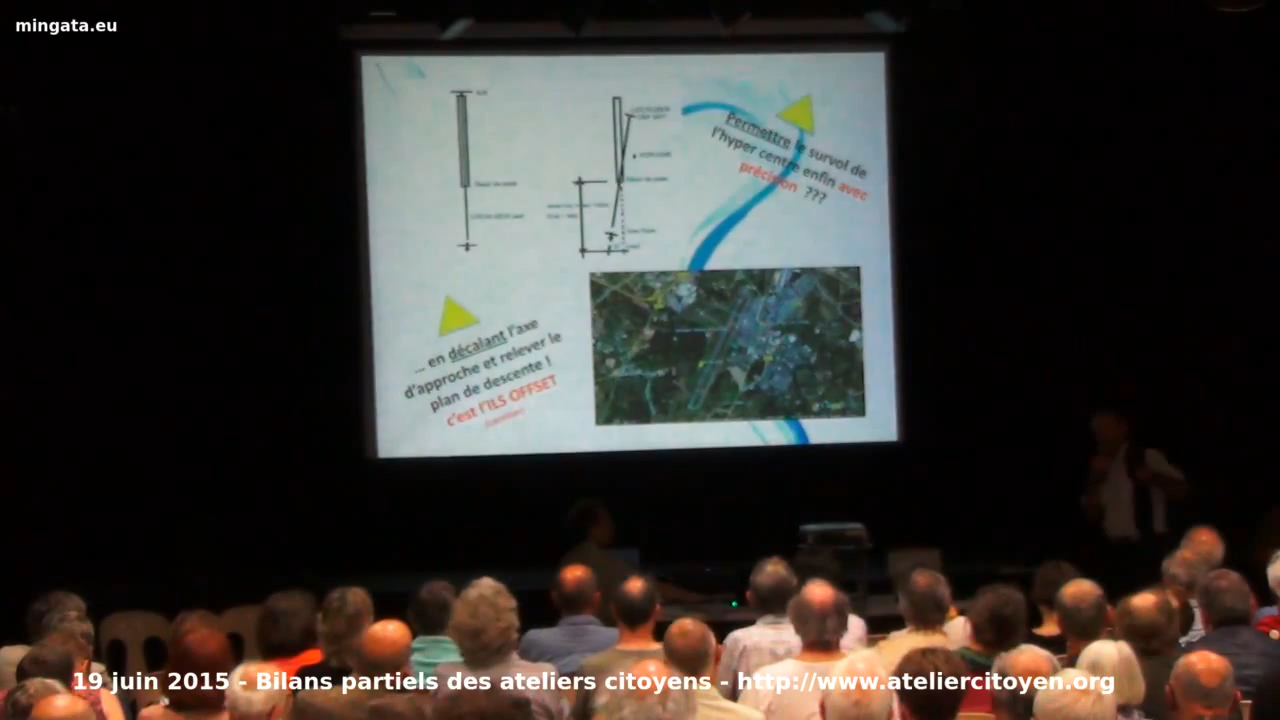 mingata.eu
Permettre le survol de
l'hyper centre enfin avec
précision ???
... en décalant l'axe
d'approche et relever le
plan de descente !
c'est l'ILS OFFSET
19 juin 2015 - Bilans partiels des ateliers citoyens - http://www.ateliercitoyen.org